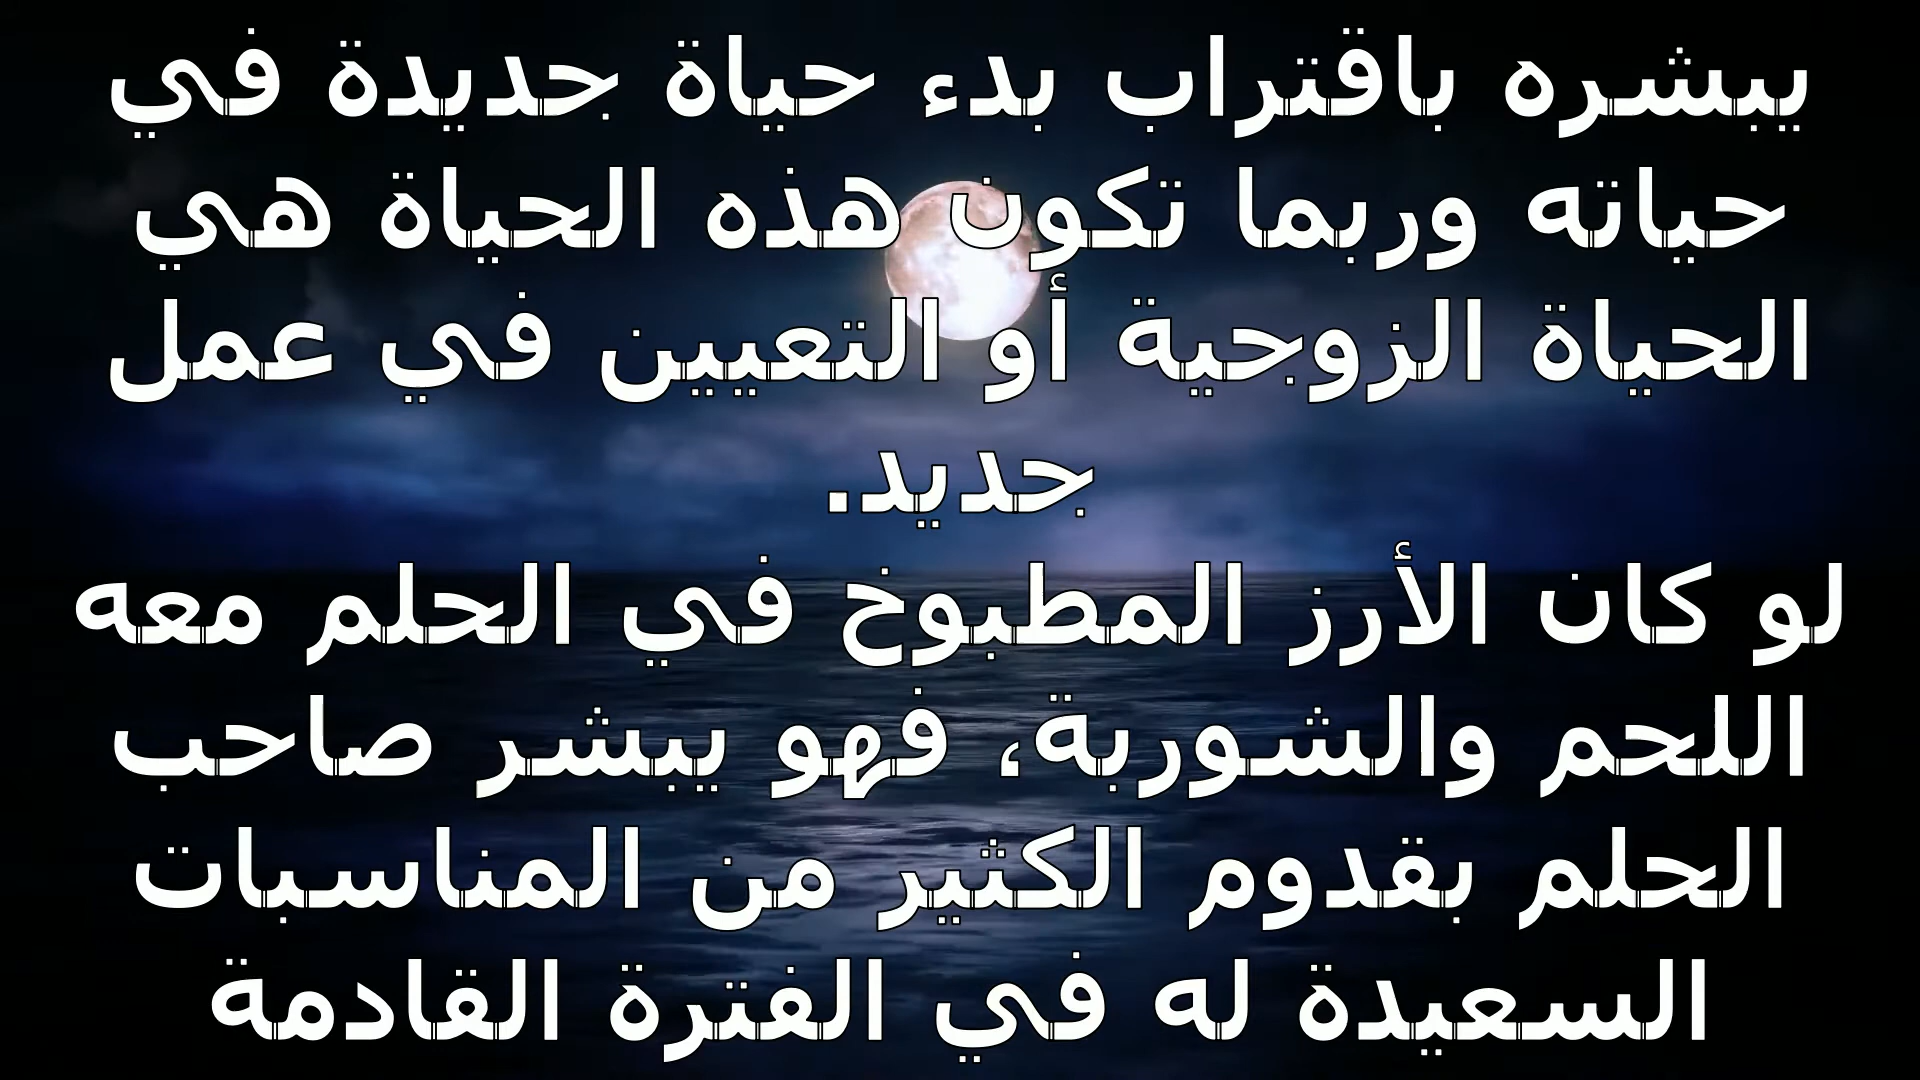 يبشره باقتراب بدء حياة جديدة في
حياته وربما تكون هذه الحياة هي
الحياة الزوجية أو التعيين في عمل
جديد.
لو كان الأرز المطبوخ في الحلم معه
اللحم والشوربة، فهو يبشر صاحب
الحلم بقدوم الكثير من المناسبات
السعيدة له في الفترة القادمة